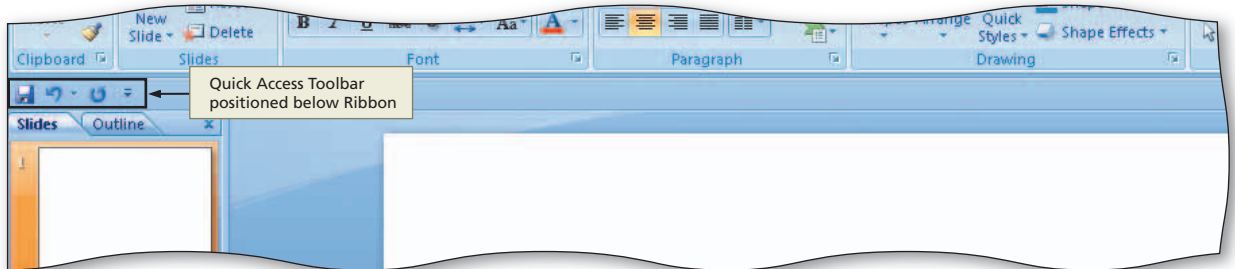 New
Slide
Delete
B
Aa
A
Quick
Styles
Shape Effects
Clipboard
Slides
Font
Paragraph
Drawing
Quick Access Toolbar
positioned below Ribbon
Slides
Outline
x
1